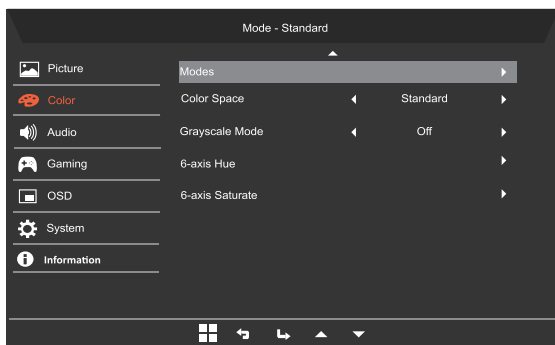 Mode - Standard
Picture
Color
Audio
Gaming
OSD
System
Information
Modes
Color Space Standard
Grayscale Mode Off
6-axis Hue
6-axis Saturate